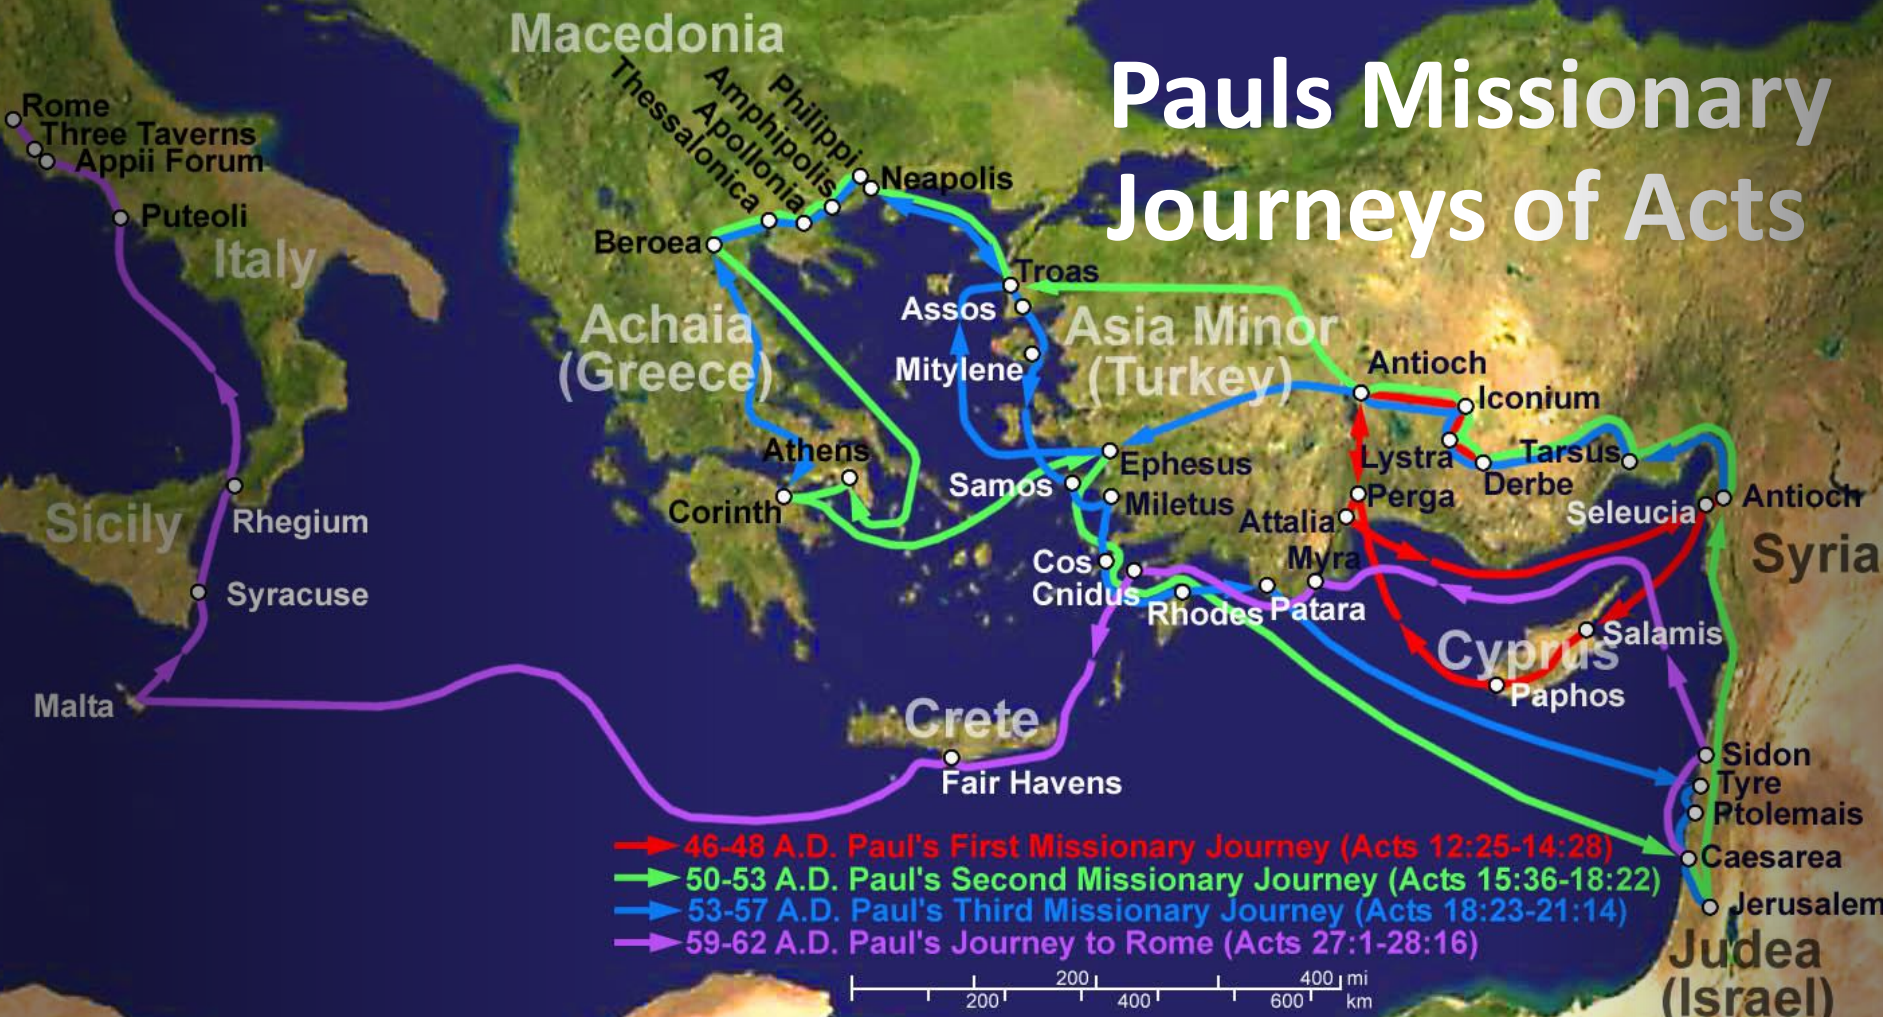 Macedonia
Pauls Missionary
Journeys of Acts
Philippi
Amphipolis
Apollonia
Thessalonica
Rome
Three Taverns
Appii Forum
Neapolis
Puteoli
Italy
Beroea
Troas
Assos
Achaia
(Greece)
Asia Minor
(Turkey)
Mitylene
Antioch
Iconium
Athens
Ephesus
Lystra
Tarsus
Derbe
Samos
Miletus
Perga
Corinth
Attalia
Seleucia
Antioch
Sicily
Rhegium
Syria
Myra
Cos
Cnidus
Rhodes
Patara
Syracuse
Salamis
Cyprus
Paphos
Malta
Crete
Fair Havens
Sidon
Tyre
Ptolemais
Caesarea
Jerusalem
Judea
(Israel)
46-48 A.D. Paul's First Missionary Journey (Acts 12:25-14:28)
50-53 A.D. Paul's Second Missionary Journey (Acts 15:36-18:22)
53-57 A.D. Paul's Third Missionary Journey (Acts 18:23-21:14)
59-62 A.D. Paul's Journey to Rome (Acts 27:1-28:16)
200 400 mi
200 400 600 km